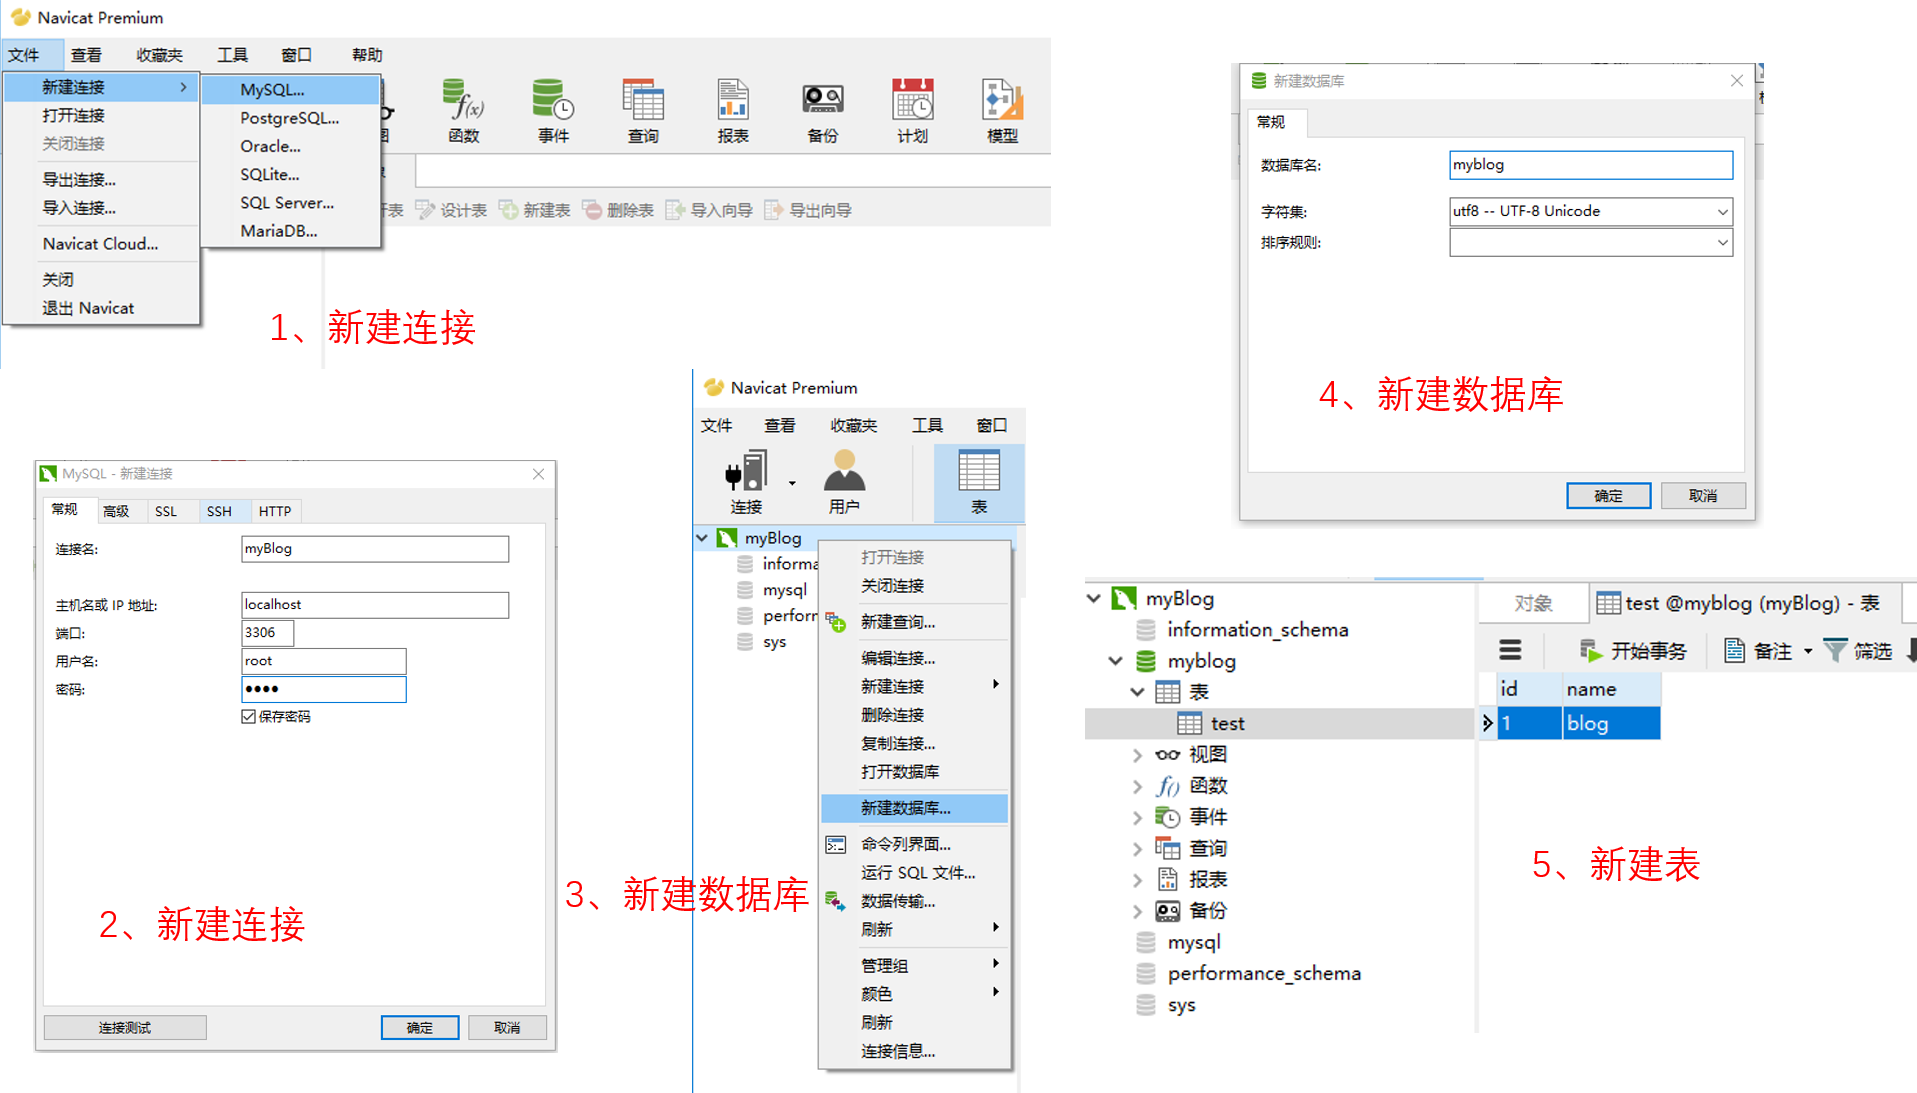 Navicat Premium
文件 查看 收藏夹 工具 窗口 帮助
新建连接
打开连接
关闭连接
导出连接...
导入连接...
Navicat Cloud...
关闭
退出 Navicat
MySQL...
PostgreSQL...
Oracle...
SQLite...
SQL Server...
MariaDB...
图 函数 事件 查询 报表 备份 计划 模型
开表 设计表 新建表 删除表 导入向导 导出向导
1、新建连接
MySQL - 新建连接
常规 高级 SSL SSH HTTP
连接名: myBlog
主机名或 IP 地址: localhost
端口: 3306
用户名: root
密码: ●●●●
保存密码
2、新建连接
连接测试 确定 取消
Navicat Premium
文件 查看 收藏夹 工具 窗口
连接 用户 表
myBlog
informa
mysql
perforr
sys
打开连接
关闭连接
新建查询...
编辑连接...
新建连接
删除连接
复制连接...
打开数据库
新建数据库...
命令列界面...
运行 SQL 文件...
数据传输...
刷新
管理组
颜色
刷新
连接信息...
3、新建数据库
新建数据库
常规
数据库名: myblog
字符集: utf8 -- UTF-8 Unicode
排序规则:
4、新建数据库
确定 取消
myBlog
information_schema
myblog
表
test
视图
函数
事件
查询
报表
备份
mysql
performance_schema
sys
对象 test @myblog (myBlog) - 表
开始事务 备注 筛选
id name
1 blog
5、新建表